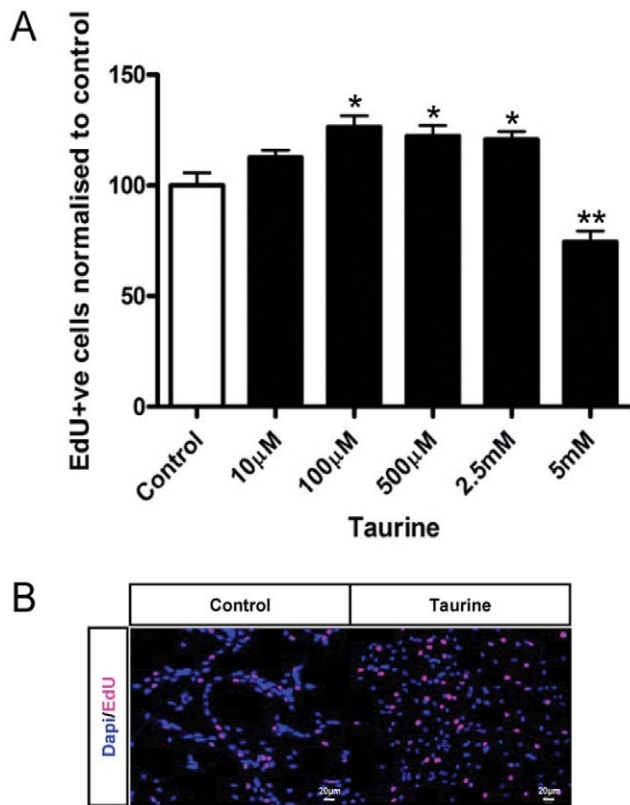 A
EdU+ve cells normalised to control
150
100
50
0
*
*
*
**
Control
10μM
100μM
500μM
2.5mM
5mM
Taurine
B
Control
Taurine
Dapi/EdU
20μm
20μm